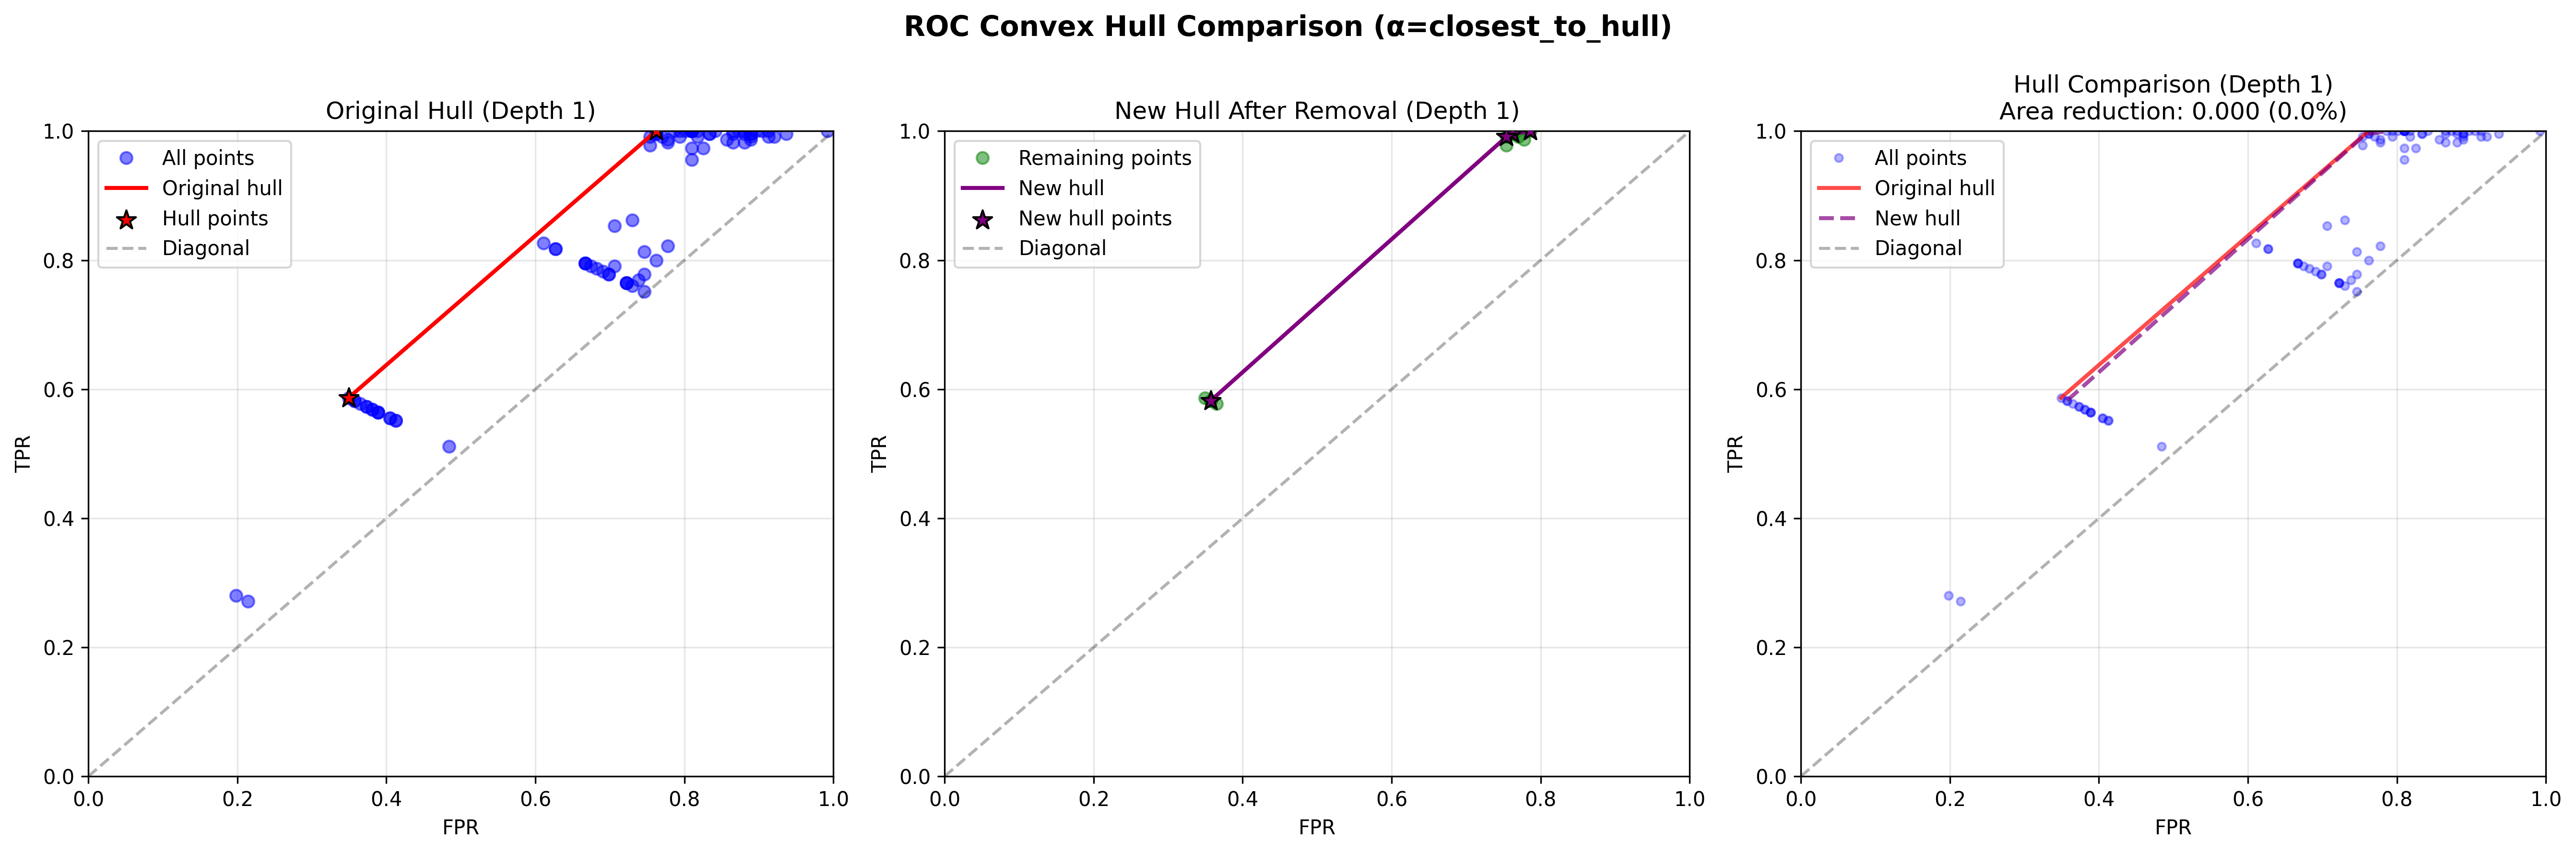 ROC Convex Hull Comparison (α=closest_to_hull)
Original Hull (Depth 1)
1.0
0.8
0.6
0.4
0.2
0.0
TPR
All points
Original hull
Hull points
Diagonal
0.0 0.2 0.4 0.6 0.8 1.0
FPR
New Hull After Removal (Depth 1)
1.0
0.8
0.6
0.4
0.2
0.0
TPR
Remaining points
New hull
New hull points
Diagonal
0.0 0.2 0.4 0.6 0.8 1.0
FPR
Hull Comparison (Depth 1)
Area reduction: 0.000 (0.0%)
1.0
0.8
0.6
0.4
0.2
0.0
TPR
All points
Original hull
New hull
Diagonal
0.0 0.2 0.4 0.6 0.8 1.0
FPR